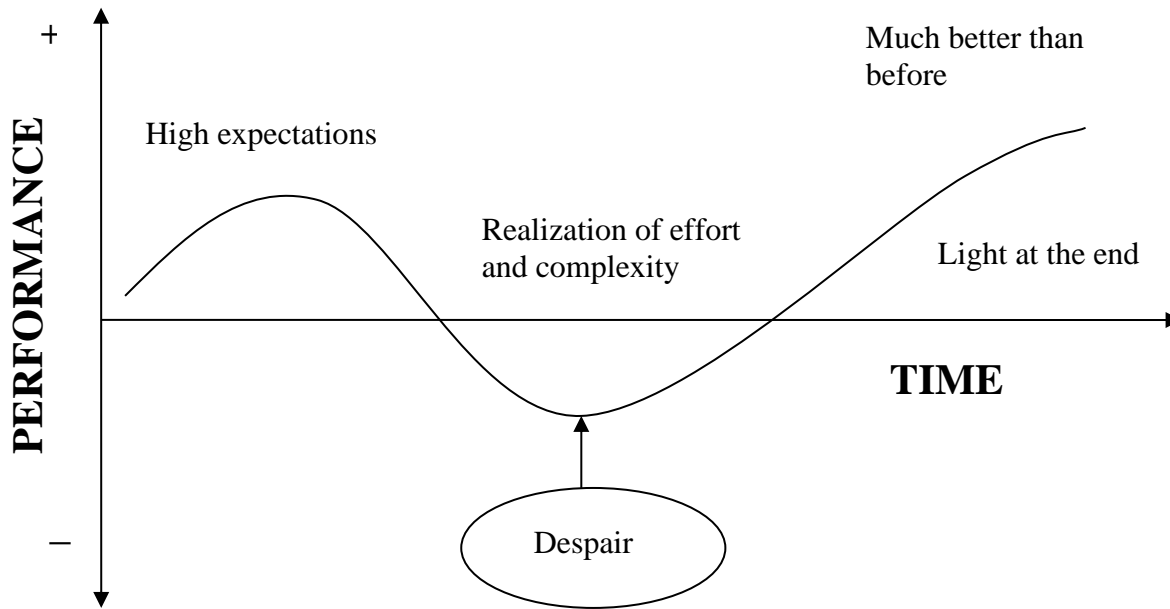 +
Much better than
before
High expectations
PERFORMANCE
Realization of effort
and complexity
Light at the end
TIME
Despair
–